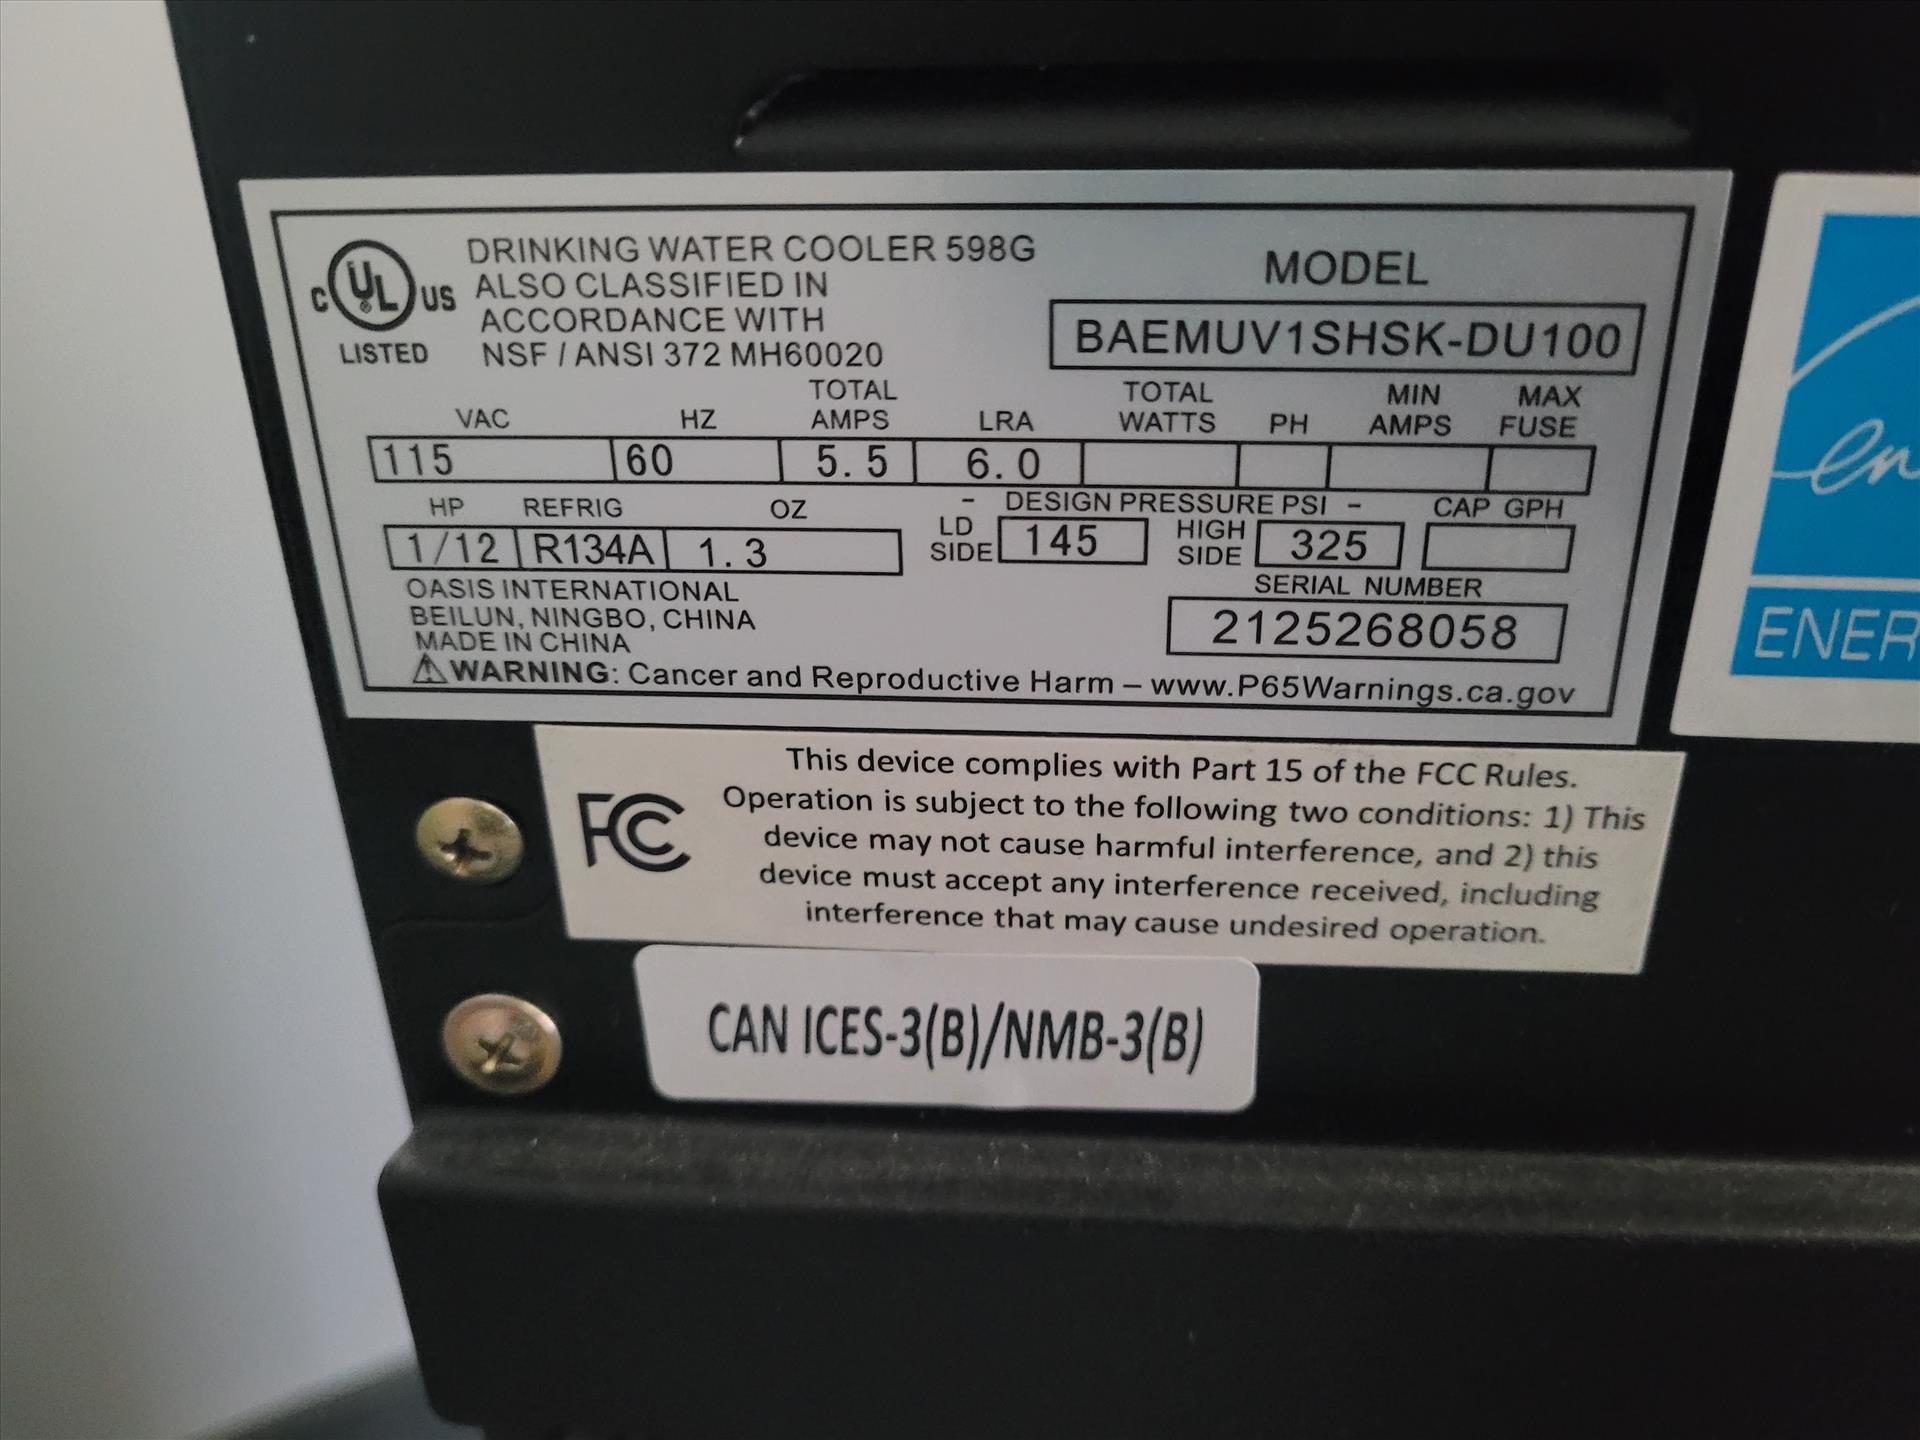 C UL ® US
LISTED
DRINKING WATER COOLER 598G
ALSO CLASSIFIED IN
ACCORDANCE WITH
NSF / ANSI 372 MH60020
MODEL
BAEMUV1SHSK-DU100
VAC HZ TOTAL AMPS LRA TOTAL WATTS PH MIN AMPS MAX FUSE
115 60 5.5 6.0
HP REFRIG OZ - DESIGN PRESSURE PSI - CAP GPH
1/12 R134A 1.3 LD SIDE 145 HIGH SIDE 325
OASIS INTERNATIONAL
BEILUN, NINGBO, CHINA
MADE IN CHINA
SERIAL NUMBER
2125268058
⚠WARNING: Cancer and Reproductive Harm – www.P65Warnings.ca.gov
en
ENER
FC
This device complies with Part 15 of the FCC Rules.
Operation is subject to the following two conditions: 1) This
device may not cause harmful interference, and 2) this
device must accept any interference received, including
interference that may cause undesired operation.
CAN ICES-3(B)/NMB-3(B)